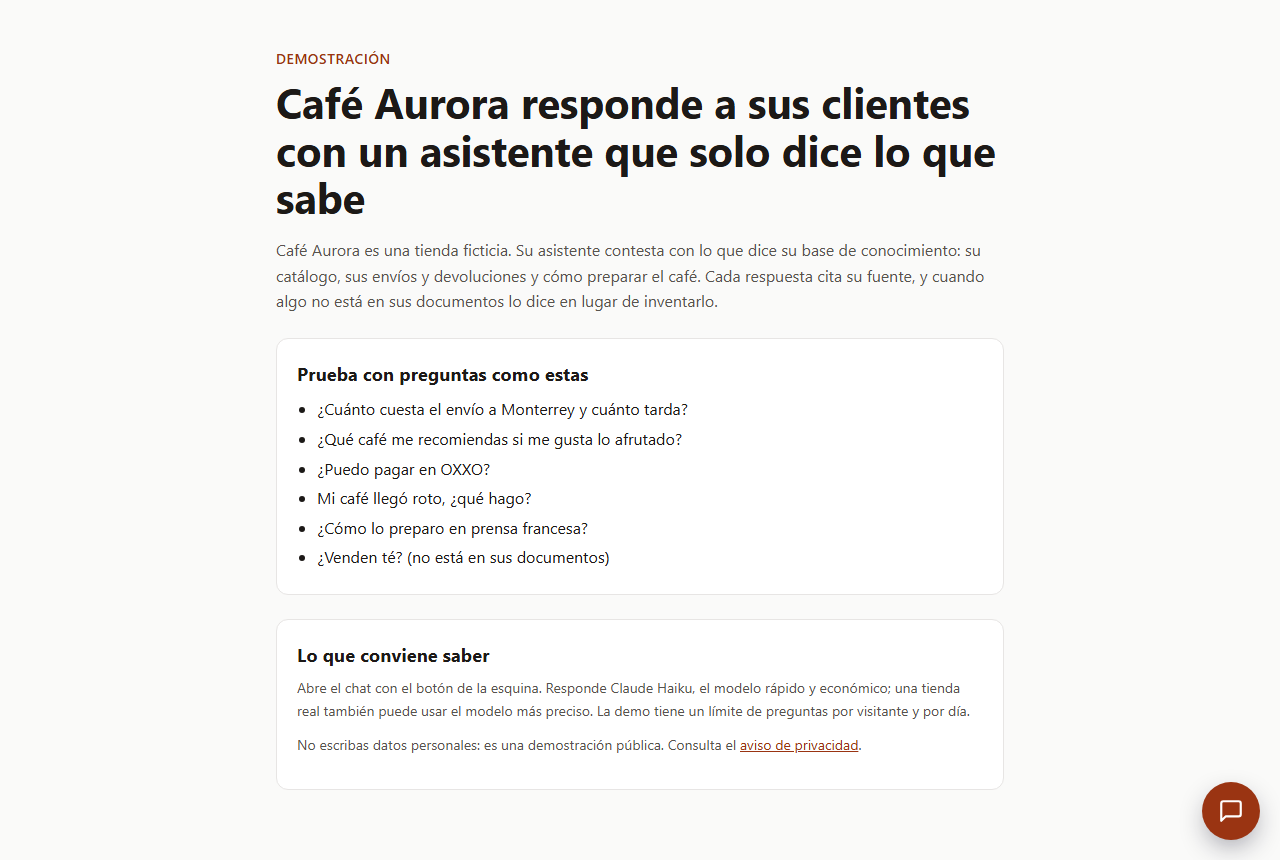 DEMOSTRACIÓN
Café Aurora responde a sus clientes
con un asistente que solo dice lo que
sabe
Café Aurora es una tienda ficticia. Su asistente contesta con lo que dice su base de conocimiento: su
catálogo, sus envíos y devoluciones y cómo preparar el café. Cada respuesta cita su fuente, y cuando
algo no está en sus documentos lo dice en lugar de inventarlo.
Prueba con preguntas como estas
• ¿Cuánto cuesta el envío a Monterrey y cuánto tarda?
• ¿Qué café me recomiendas si me gusta lo afrutado?
• ¿Puedo pagar en OXXO?
• Mi café llegó roto, ¿qué hago?
• ¿Cómo lo preparo en prensa francesa?
• ¿Venden té? (no está en sus documentos)
Lo que conviene saber
Abre el chat con el botón de la esquina. Responde Claude Haiku, el modelo rápido y económico; una tienda
real también puede usar el modelo más preciso. La demo tiene un límite de preguntas por visitante y por día.
No escribas datos personales: es una demostración pública. Consulta el aviso de privacidad.